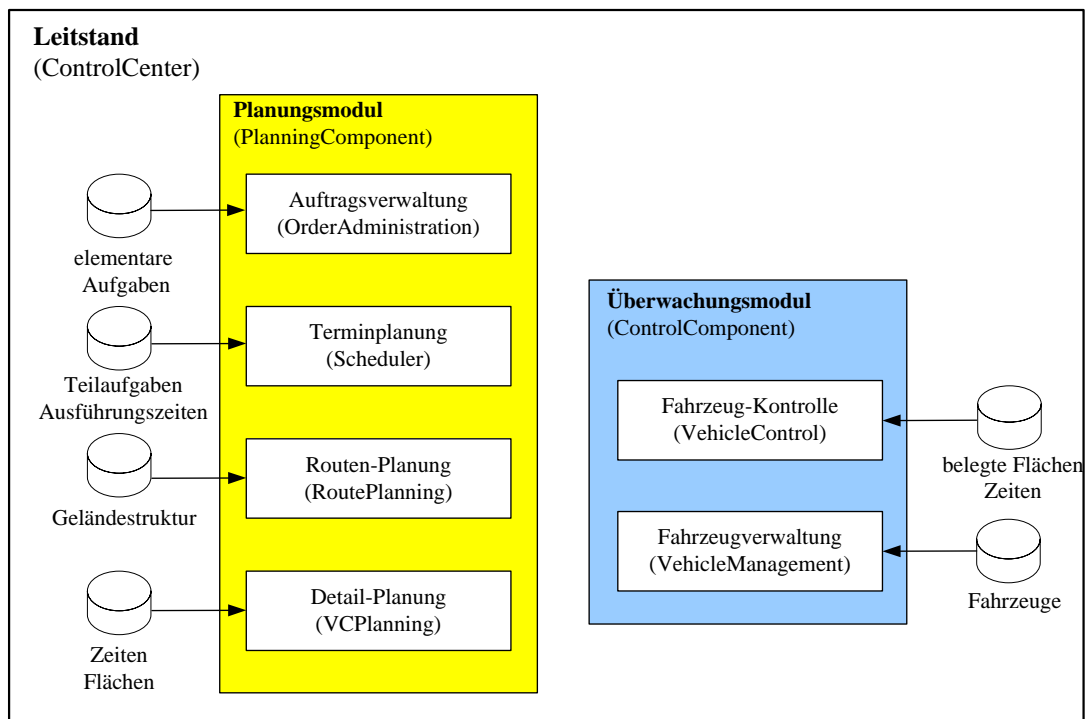 Leitstand
(ControlCenter)
Planungsmodul
(PlanningComponent)
Auftragsverwaltung
(OrderAdministration)
elementare
Aufgaben
Terminplanung
(Scheduler)
Teilaufgaben
Ausführungszeiten
Routen-Planung
(RoutePlanning)
Geländestruktur
Detail-Planung
(VCPlanning)
Zeiten
Flächen
Überwachungsmodul
(ControlComponent)
Fahrzeug-Kontrolle
(VehicleControl)
belegte Flächen
Zeiten
Fahrzeugverwaltung
(VehicleManagement)
Fahrzeuge